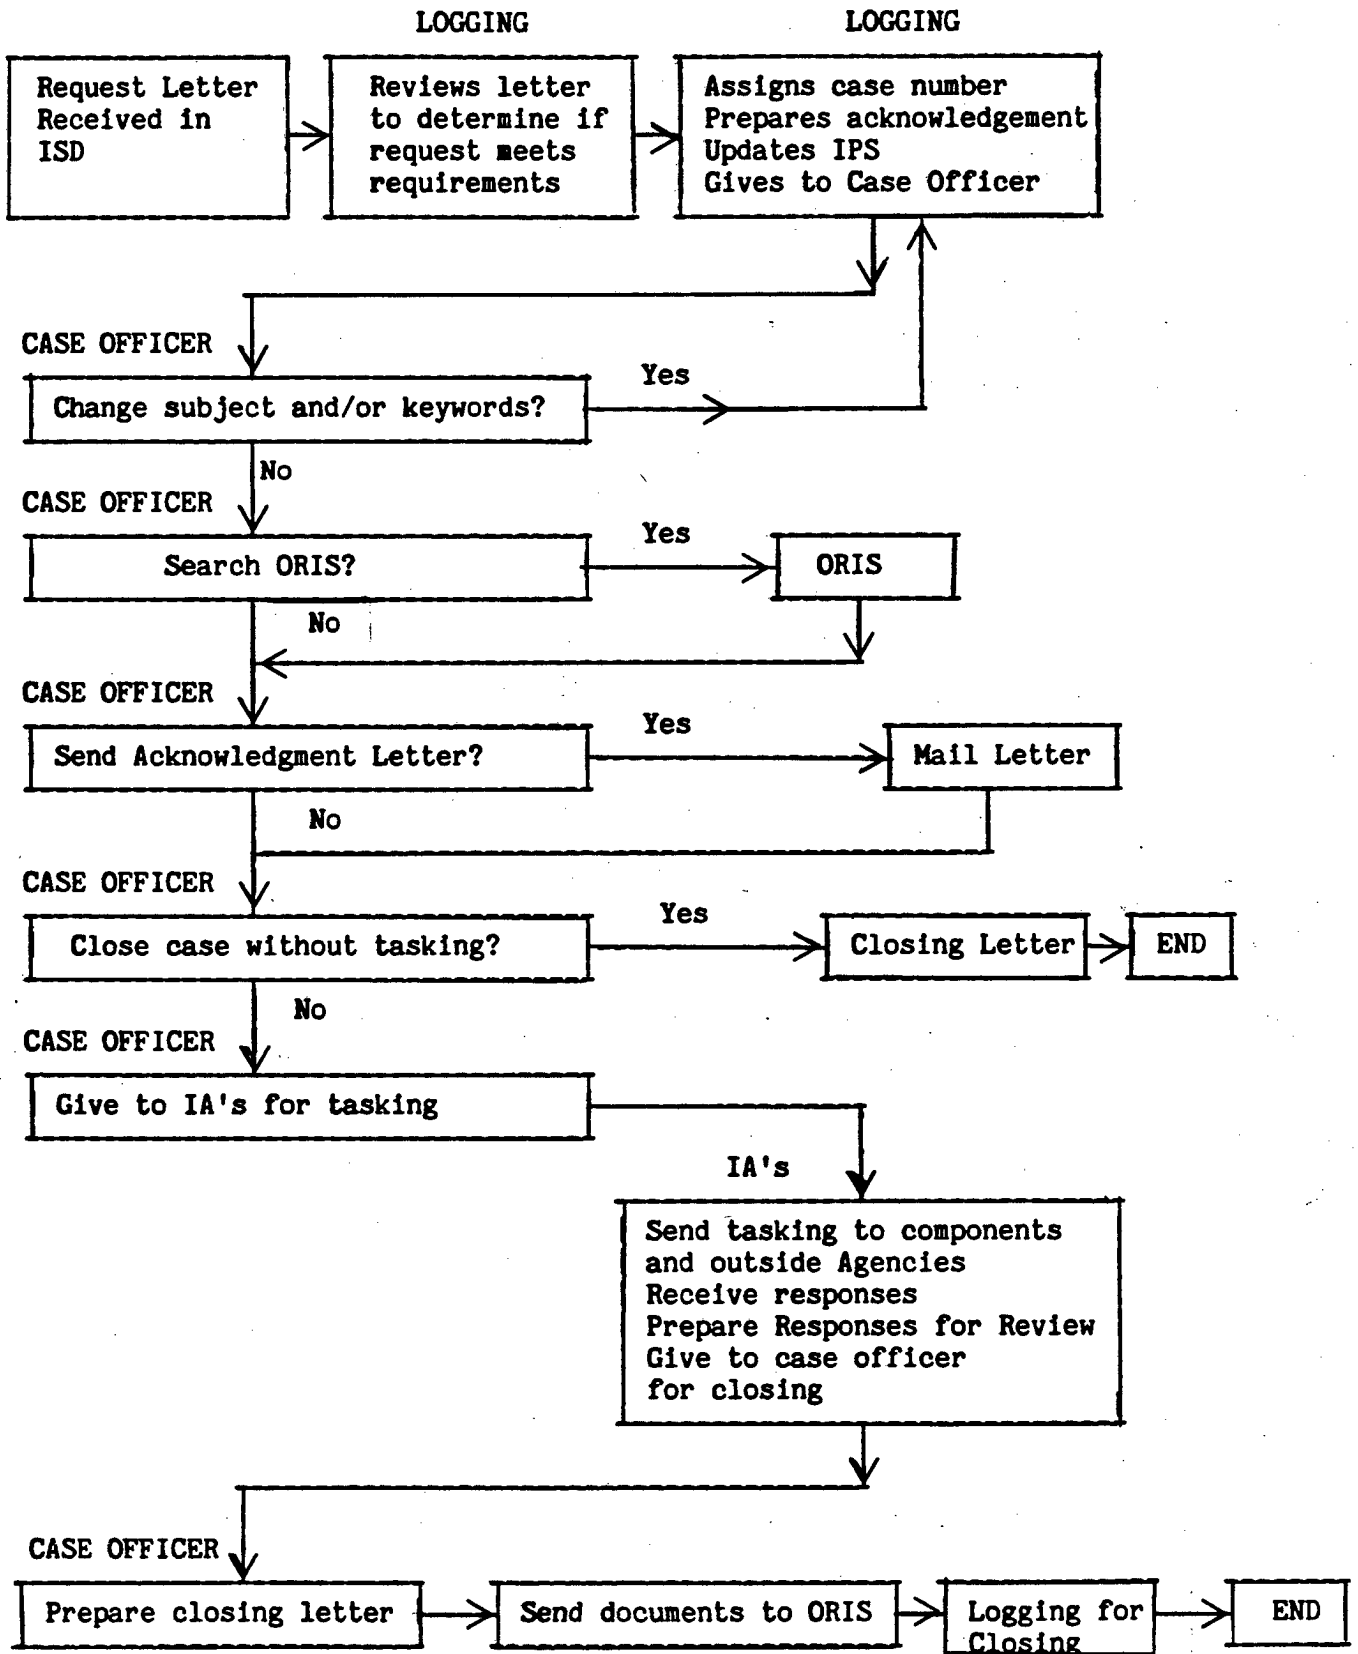 LOGGING
LOGGING
Request Letter
Received in
ISD
Reviews letter
to determine if
request meets
requirements
Assigns case number
Prepares acknowledgement
Updates IPS
Gives to Case Officer
CASE OFFICER
Change subject and/or keywords?
Yes
No
CASE OFFICER
Search ORIS?
Yes
ORIS
No
CASE OFFICER
Send Acknowledgment Letter?
Yes
Mail Letter
No
CASE OFFICER
Close case without tasking?
Yes
Closing Letter
END
No
CASE OFFICER
Give to IA's for tasking
IA's
Send tasking to components
and outside Agencies
Receive responses
Prepare Responses for Review
Give to case officer
for closing
CASE OFFICER
Prepare closing letter
Send documents to ORIS
Logging for
Closing
END